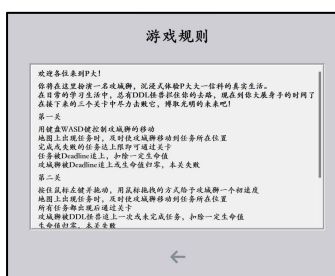 游戏规则
欢迎各位来到P大!
你将在这里扮演一名攻城狮，沉浸式体验P大大一信科的真实生活。
在日常的学习生活中，总有DDL怪兽拦住你的去路，现在到你大展身手的时间了
在接下来的三个关卡中尽力击败它，博取光明的未来吧!
第一关
用键盘WASD键控制攻城狮的移动
地图上出现任务时，及时使攻城狮移动到任务所在位置
完成或失败的任务达上限即可通过关卡
任务被Deadline追上，扣除一定生命值
攻城狮被Deadline追上或生命值归零，本关失败
第二关
按住鼠标左键并拖动，用鼠标拖拽的方式给予攻城狮一个初速度
地图上出现任务时，及时使攻城狮移动到任务所在位置
所有任务都出现后通过关卡
攻城狮被DDL怪兽追上一次或未完成任务，扣除一定生命值
生命值归零，本关失败